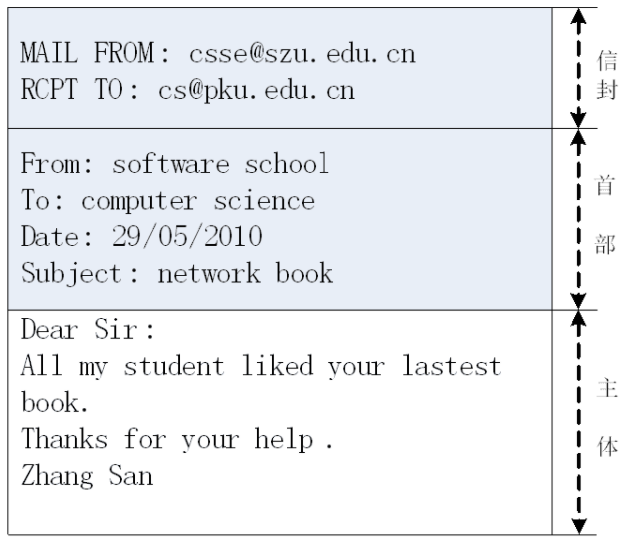 MAIL FROM: csse@szu.edu.cn
RCPT TO: cs@pku.edu.cn
信封
From: software school
To: computer science
Date: 29/05/2010
Subject: network book
首部
Dear Sir:
All my student liked your lastest
book.
Thanks for your help .
Zhang San
主体